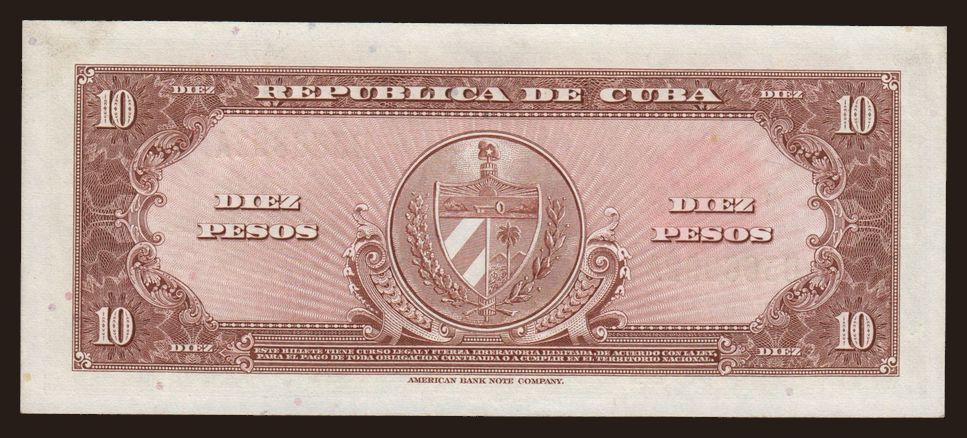 10 DIEZ REPUBLICA DE CUBA DIEZ 10
DIEZ
PESOS
DIEZ
PESOS
10 DIEZ DIEZ 10
ESTE BILLETE TIENE CURSO LEGAL Y FUERZA LIBERATORIA ILIMITADA, DE ACUERDO CON LA LEY,
PARA EL PAGO DE TODA OBLIGACION CONTRAIDA O A CUMPLIR EN EL TERRITORIO NACIONAL.
AMERICAN BANK NOTE COMPANY.